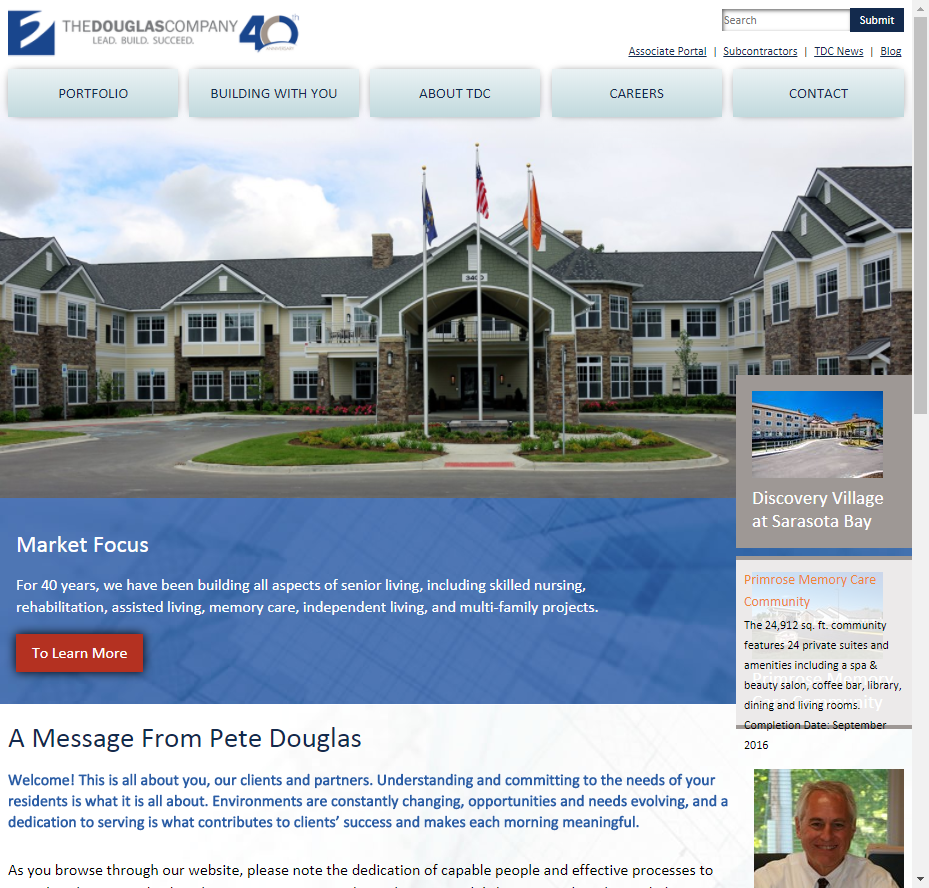 THEDOUGLASCOMPANY
LEAD. BUILD. SUCCEED.
40th
Search
Submit
Associate Portal | Subcontractors | TDC News | Blog
PORTFOLIO
BUILDING WITH YOU
ABOUT TDC
CAREERS
CONTACT
3400
Discovery Village
at Sarasota Bay
Market Focus
For 40 years, we have been building all aspects of senior living, including skilled nursing,
rehabilitation, assisted living, memory care, independent living, and multi-family projects.
To Learn More
Primrose Memory Care
Community
The 24,912 sq. ft. community
features 24 private suites and
amenities including a spa &
beauty salon, coffee bar, library,
dining and living rooms.
Completion Date: September
2016
Primrose Memory
Care Community
A Message From Pete Douglas
Welcome! This is all about you, our clients and partners. Understanding and committing to the needs of your
residents is what it is all about. Environments are constantly changing, opportunities and needs evolving, and a
dedication to serving is what contributes to clients’ success and makes each morning meaningful.
As you browse through our website, please note the dedication of capable people and effective processes to